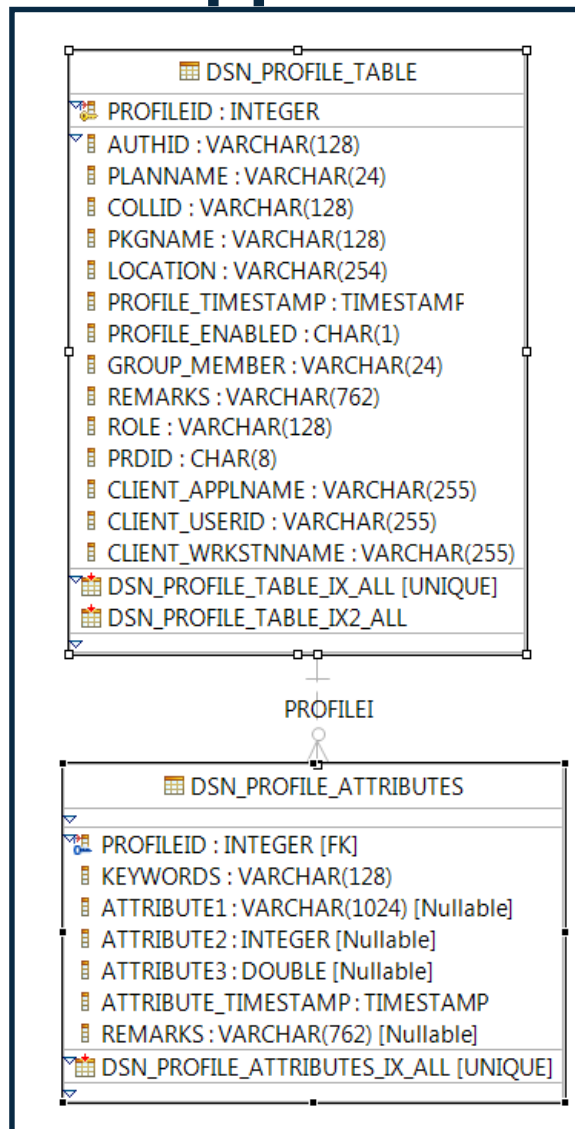 DSN_PROFILE_TABLE
PROFILEID : INTEGER
AUTHID : VARCHAR(128)
PLANNAME : VARCHAR(24)
COLLID : VARCHAR(128)
PKGNAME : VARCHAR(128)
LOCATION : VARCHAR(254)
PROFILE_TIMESTAMP : TIMESTAMP
PROFILE_ENABLED : CHAR(1)
GROUP_MEMBER : VARCHAR(24)
REMARKS : VARCHAR(762)
ROLE : VARCHAR(128)
PRDID : CHAR(8)
CLIENT_APPLNAME : VARCHAR(255)
CLIENT_USERID : VARCHAR(255)
CLIENT_WRKSTNNAME : VARCHAR(255)
DSN_PROFILE_TABLE_IX_ALL [UNIQUE]
DSN_PROFILE_TABLE_IX2_ALL
PROFILEI
DSN_PROFILE_ATTRIBUTES
PROFILEID : INTEGER [FK]
KEYWORDS : VARCHAR(128)
ATTRIBUTE1 : VARCHAR(1024) [Nullable]
ATTRIBUTE2 : INTEGER [Nullable]
ATTRIBUTE3 : DOUBLE [Nullable]
ATTRIBUTE_TIMESTAMP : TIMESTAMP
REMARKS : VARCHAR(762) [Nullable]
DSN_PROFILE_ATTRIBUTES_IX_ALL [UNIQUE]